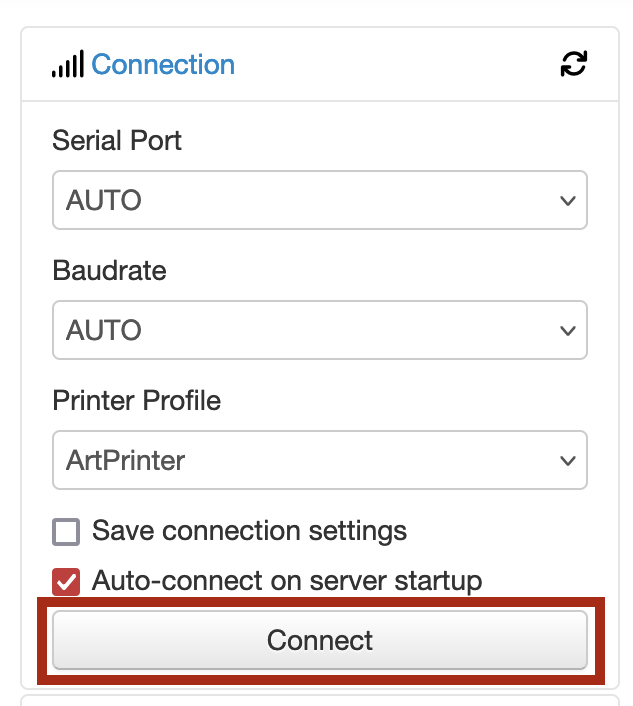 Connection
Serial Port
AUTO
Baudrate
AUTO
Printer Profile
ArtPrinter
Save connection settings
Auto-connect on server startup
Connect